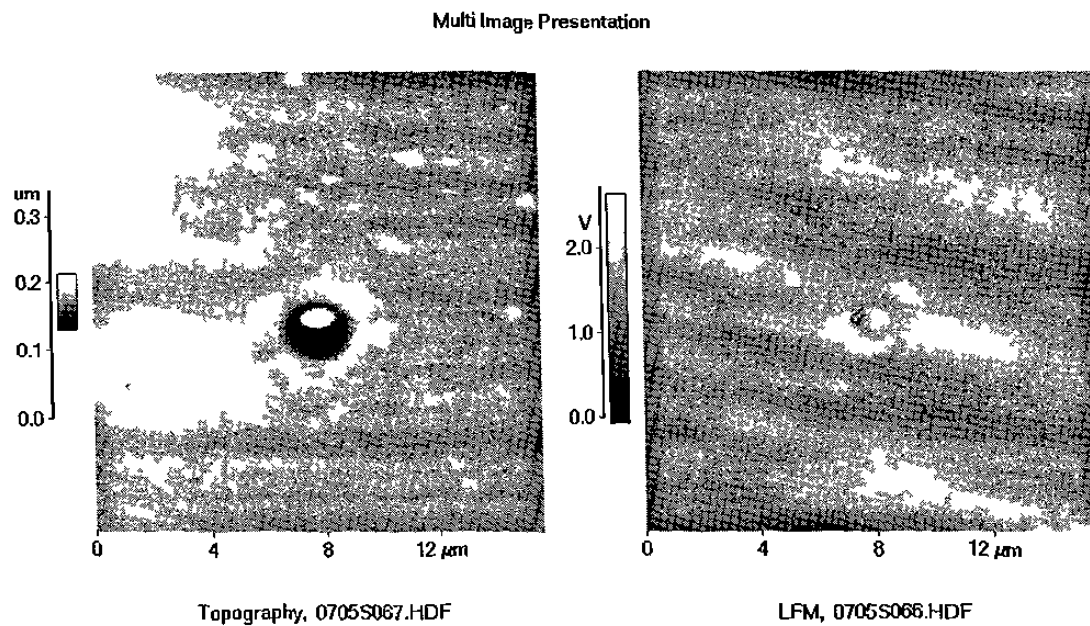 Multi Image Presentation
um
0.3
0.2
0.1
0.0
0 4 8 12 µm
Topography, 0705S067.HDF
V
2.0
1.0
0.0
0 4 8 12 µm
LFM, 0705S066.HDF